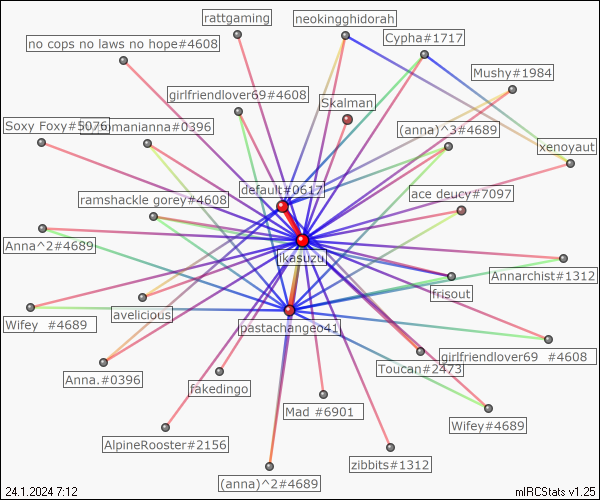 rattgaming
neokingghidorah
Cypha#1717
no cops no laws no hope#4608
Mushy#1984
girlfriendlover69#4608
Skalman
Soxy Foxy#5076
manianna#0396
(anna)^3#4689
xenoyaut
default#0617
ramshackle gorey#4608
ace deucy#7097
Anna^2#4689
ikasuzu
Annarchist#1312
frisout
avelicious
Wifey #4689
pastachangeo41
girlfriendlover69 #4608
Toucan#2473
Anna.#0396
fakedingo
Mad #6901
Wifey#4689
AlpineRooster#2156
zibbits#1312
(anna)^2#4689
24.1.2024 7:12
mIRCStats v1.25